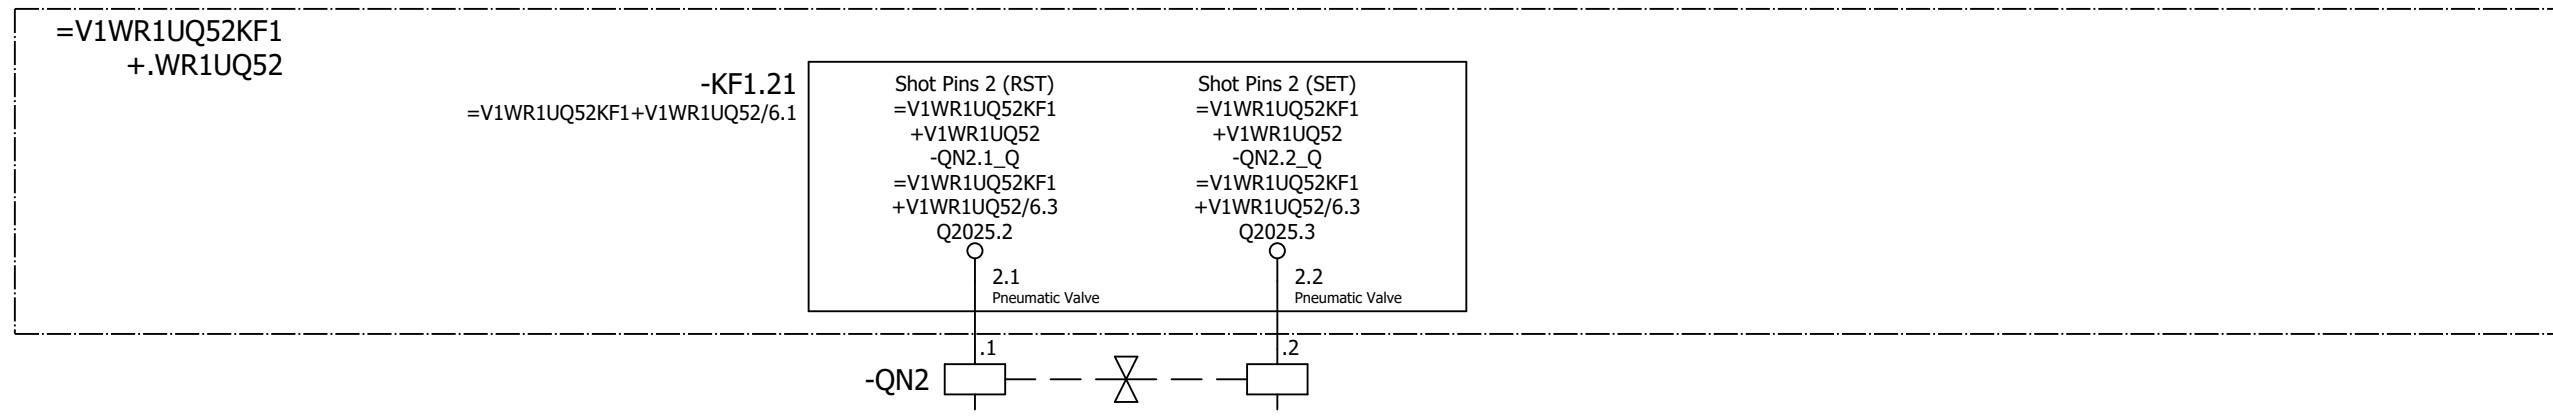 =V1WR1UQ52KF1
+.WR1UQ52
-KF1.21
=V1WR1UQ52KF1+V1WR1UQ52/6.1
Shot Pins 2 (RST)
=V1WR1UQ52KF1
+V1WR1UQ52
-QN2.1_Q
=V1WR1UQ52KF1
+V1WR1UQ52/6.3
Q2025.2
2.1
Pneumatic Valve
Shot Pins 2 (SET)
=V1WR1UQ52KF1
+V1WR1UQ52
-QN2.2_Q
=V1WR1UQ52KF1
+V1WR1UQ52/6.3
Q2025.3
2.2
Pneumatic Valve
.1
.2
-QN2